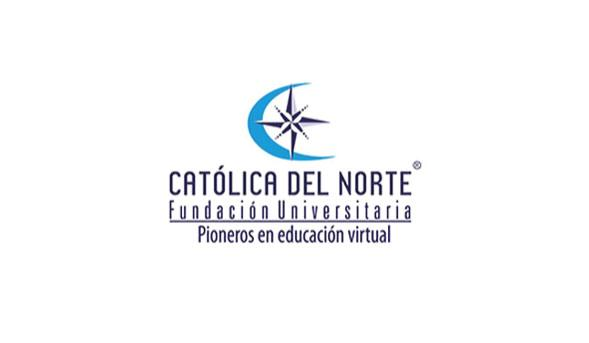 CATÓLICA DEL NORTE®
Fundación Universitaria
Pioneros en educación virtual